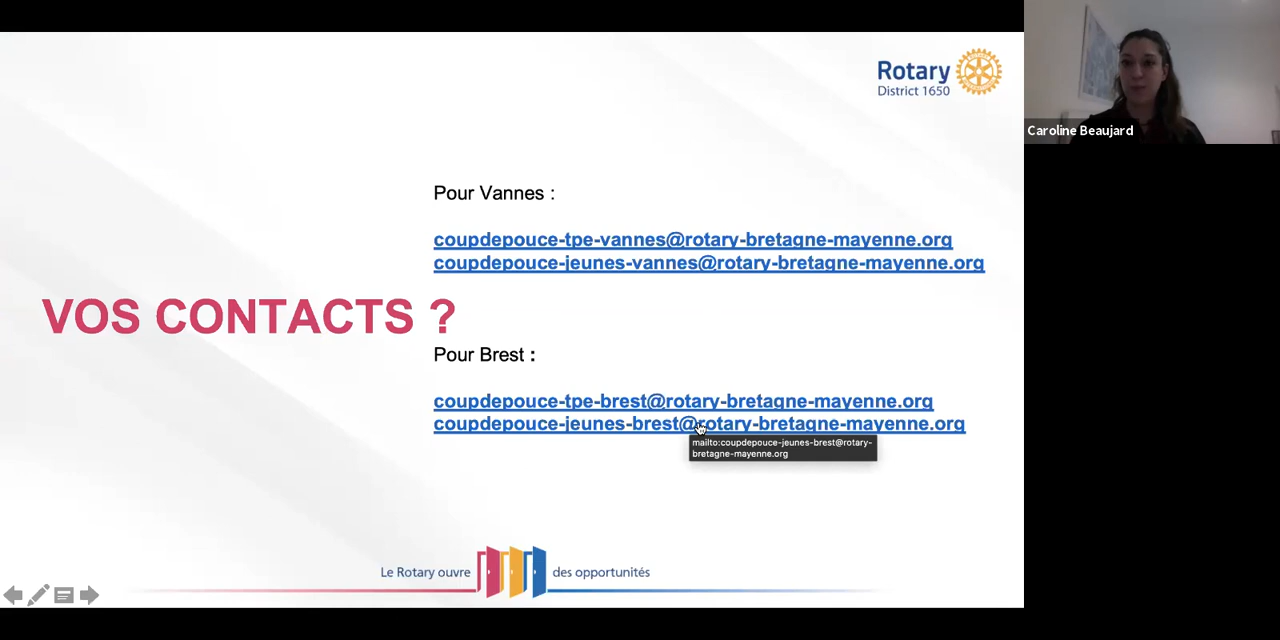 Rotary
District 1650
Caroline Beaujard
Pour Vannes :
coupdepouce-tpe-vannes@rotary-bretagne-mayenne.org
coupdepouce-jeunes-vannes@rotary-bretagne-mayenne.org
VOS CONTACTS ?
Pour Brest :
coupdepouce-tpe-brest@rotary-bretagne-mayenne.org
coupdepouce-jeunes-brest@rotary-bretagne-mayenne.org
mailto:coupdepouce-jeunes-brest@rotary-
bretagne-mayenne.org
Le Rotary ouvre des opportunités